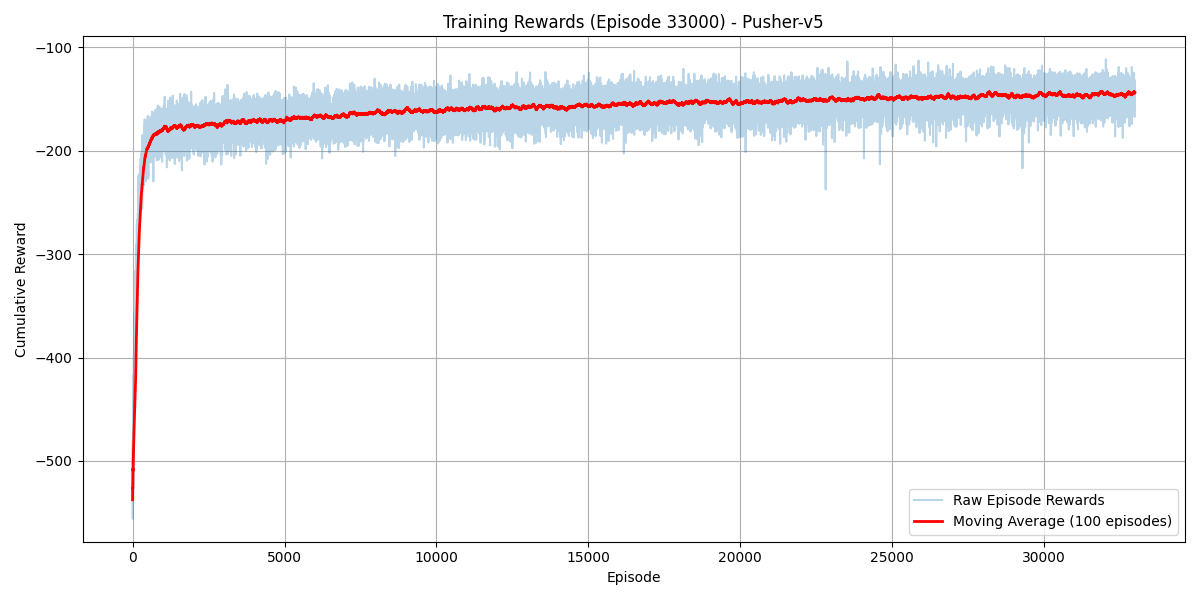 Training Rewards (Episode 33000) - Pusher-v5
−100
−200
−300
−400
−500
Cumulative Reward
0
5000
10000
15000
20000
25000
30000
Episode
Raw Episode Rewards
Moving Average (100 episodes)